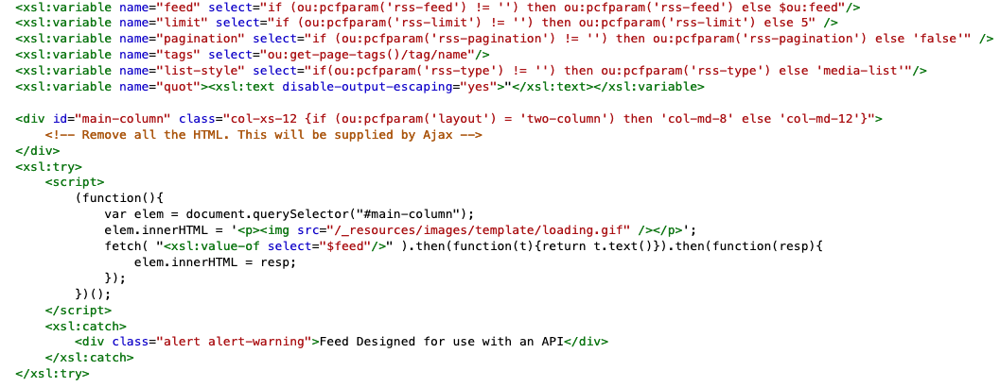 <xsl:variable name="feed" select="if (ou:pcfparam('rss-feed') != '') then ou:pcfparam('rss-feed') else $ou:feed"/>
<xsl:variable name="limit" select="if (ou:pcfparam('rss-limit') != '') then ou:pcfparam('rss-limit') else 5" />
<xsl:variable name="pagination" select="if (ou:pcfparam('rss-pagination') != '') then ou:pcfparam('rss-pagination') else 'false'" />
<xsl:variable name="tags" select="ou:get-page-tags()/tag/name"/>
<xsl:variable name="list-style" select="if(ou:pcfparam('rss-type') != '') then ou:pcfparam('rss-type') else 'media-list'"/>
<xsl:variable name="quot"><xsl:text disable-output-escaping="yes">"</xsl:text></xsl:variable>
<div id="main-column" class="col-xs-12 {if (ou:pcfparam('layout') = 'two-column') then 'col-md-8' else 'col-md-12'}">
<!-- Remove all the HTML. This will be supplied by Ajax -->
</div>
<xsl:try>
<script>
(function(){
var elem = document.querySelector("#main-column");
elem.innerHTML = '<p><img src="/_resources/images/template/loading.gif" /></p>';
fetch( "<xsl:value-of select="$feed"/>" ).then(function(t){return t.text()}).then(function(resp){
elem.innerHTML = resp;
});
})();
</script>
<xsl:catch>
<div class="alert alert-warning">Feed Designed for use with an API</div>
</xsl:catch>
</xsl:try>